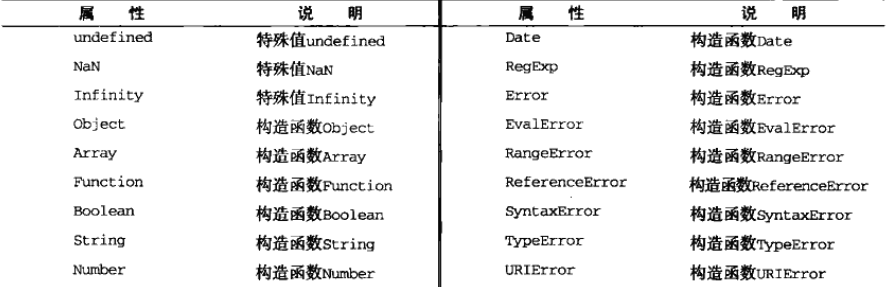 属 性 说 明 属 性 说 明
undefined 特殊值undefined Date 构造函数Date
NaN 特殊值NaN RegExp 构造函数RegExp
Infinity 特殊值Infinity Error 构造函数Error
Object 构造函数Object EvalError 构造函数EvalError
Array 构造函数Array RangeError 构造函数RangeError
Function 构造函数Function ReferenceError 构造函数ReferenceError
Boolean 构造函数Boolean SyntaxError 构造函数SyntaxError
String 构造函数String TypeError 构造函数TypeError
Number 构造函数Number URIError 构造函数URIError